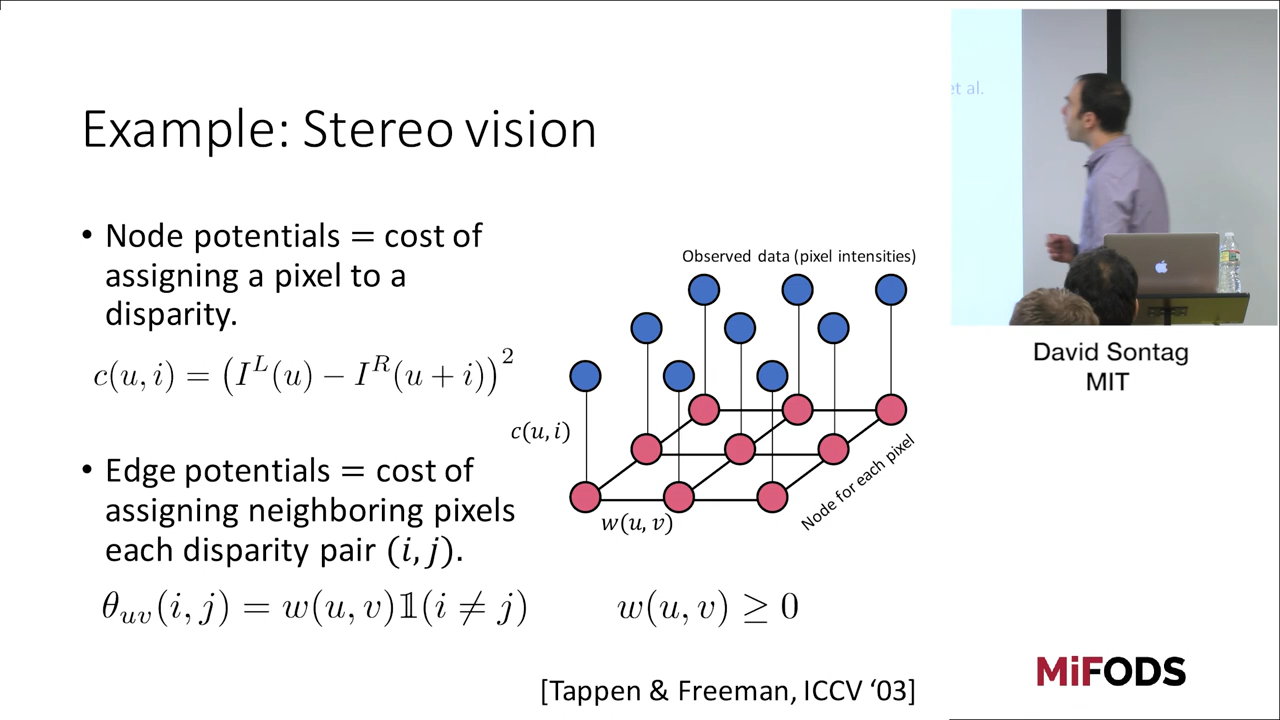 Example: Stereo vision
• Node potentials = cost of
assigning a pixel to a
disparity.
c(u, i) = (I^L(u) − I^R(u + i))^2
• Edge potentials = cost of
assigning neighboring pixels
each disparity pair (i, j).
θ_{uv}(i, j) = w(u, v)𝟙(i ≠ j)
w(u, v) ≥ 0
Observed data (pixel intensities)
c(u, i)
w(u, v)
Node for each pixel
[Tappen & Freeman, ICCV ‘03]
et al.
David Sontag
MIT
MiFODS